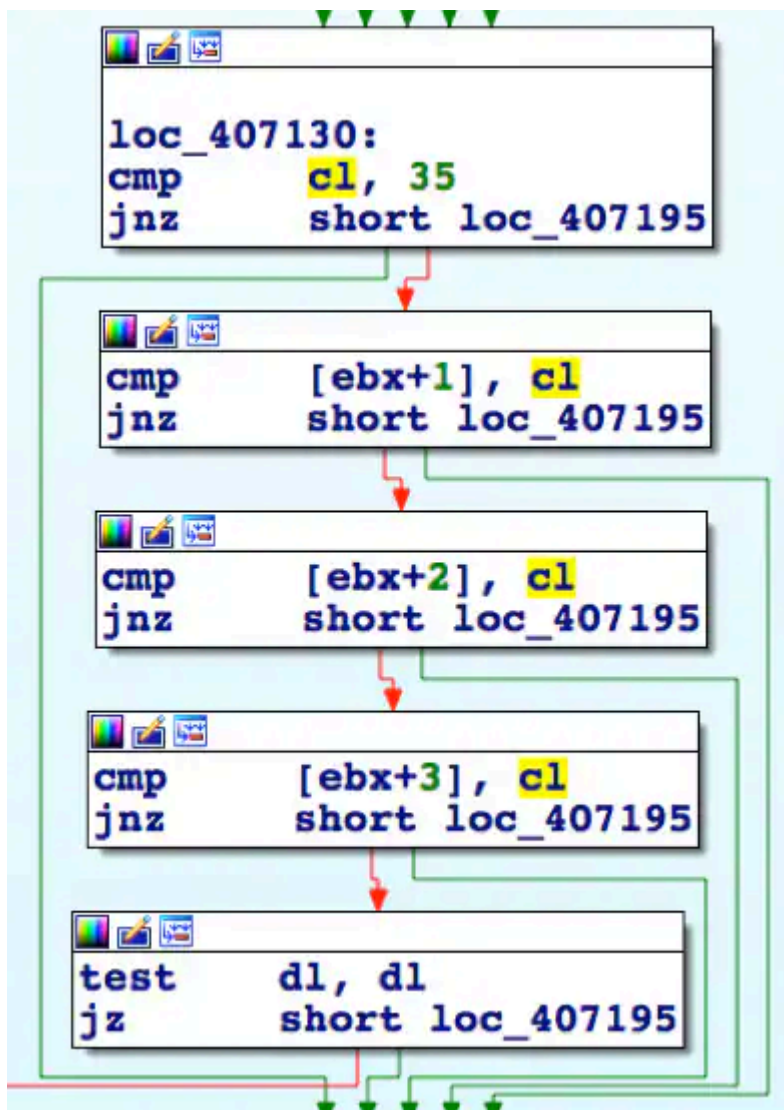 loc_407130:
cmp cl, 35
jnz short loc_407195
cmp [ebx+1], cl
jnz short loc_407195
cmp [ebx+2], cl
jnz short loc_407195
cmp [ebx+3], cl
jnz short loc_407195
test dl, dl
jz short loc_407195